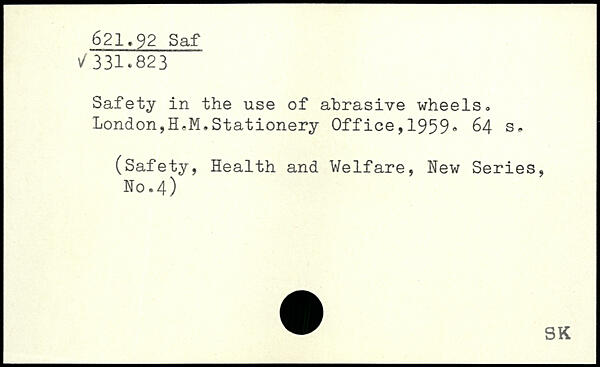 621.92 Saf
√331.823
Safety in the use of abrasive wheels.
London,H.M.Stationery Office,1959. 64 s.
(Safety, Health and Welfare, New Series,
No.4)
SK